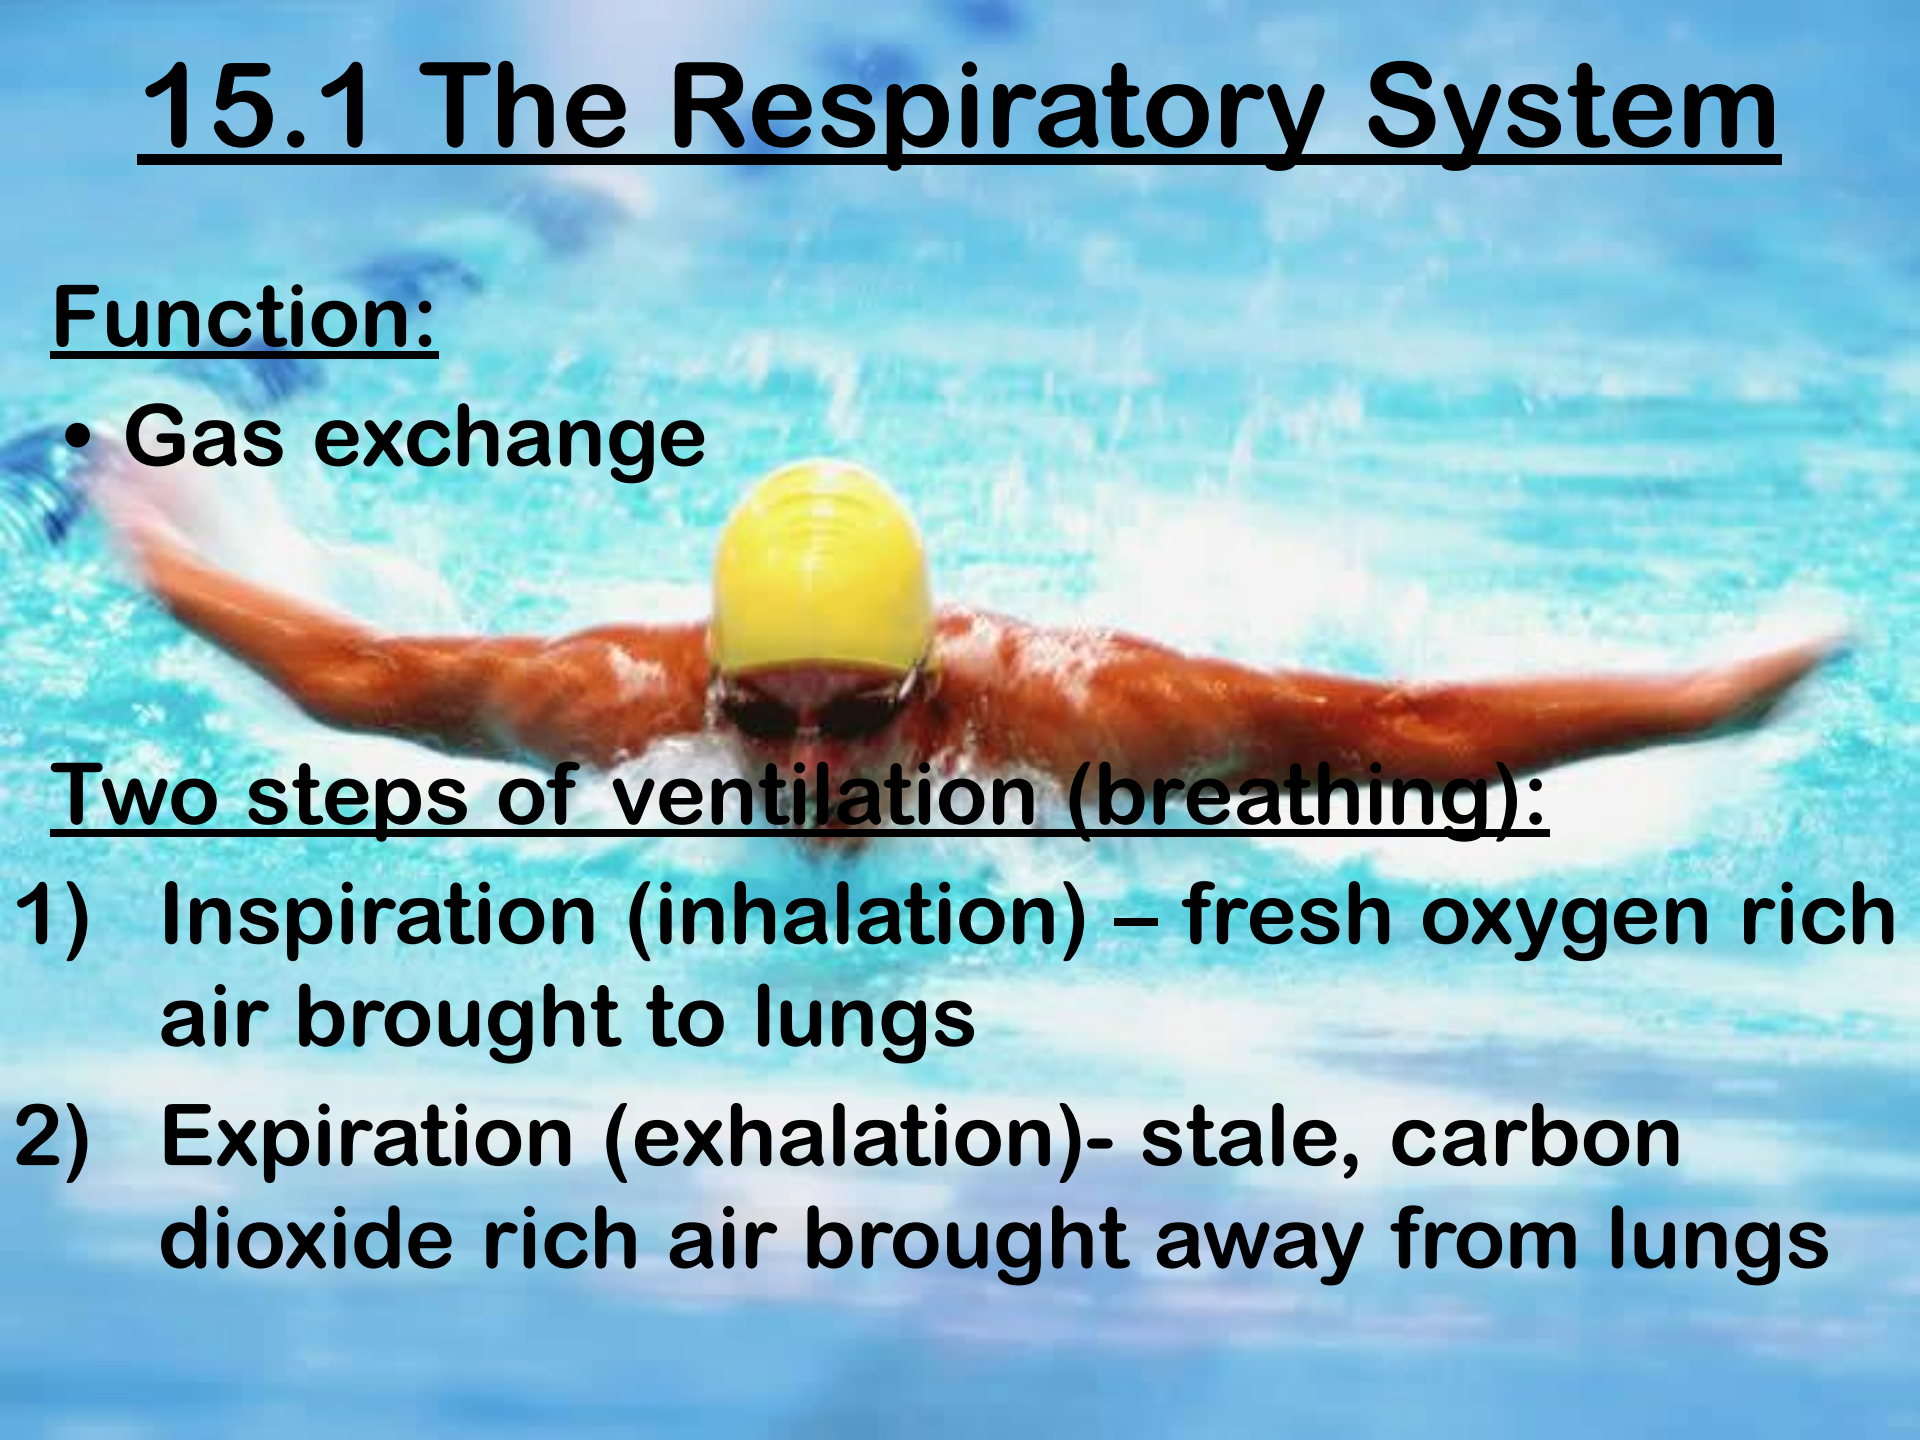 15.1 The Respiratory System
Function:
• Gas exchange
Two steps of ventilation (breathing):
1) Inspiration (inhalation) – fresh oxygen rich
air brought to lungs
2) Expiration (exhalation)- stale, carbon
dioxide rich air brought away from lungs